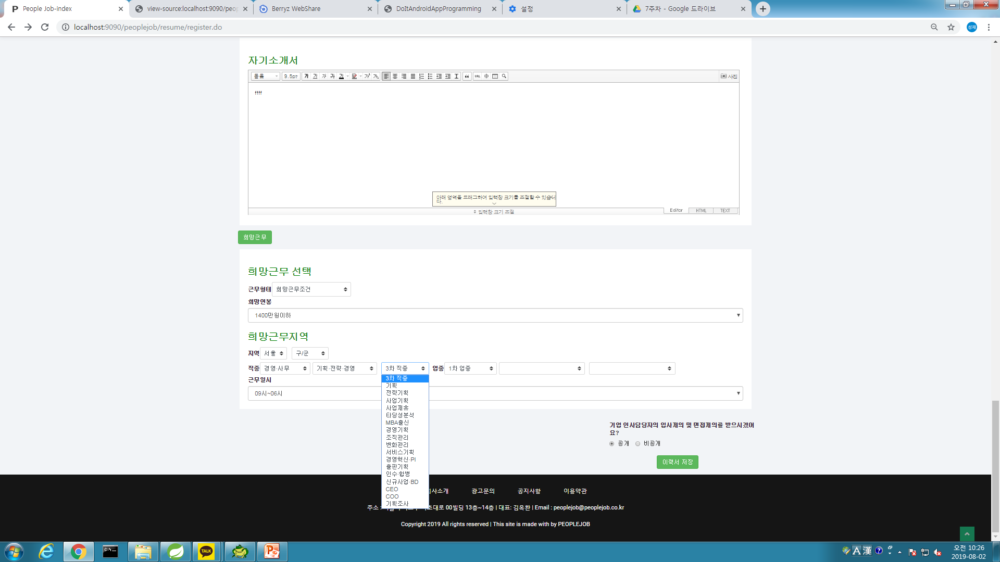 People Job-index
view-source:localhost:9090/peop
Berryz WebShare
DoItAndroidAppProgramming
설정
7주차 - Google 드라이브
localhost:9090/peoplejob/resume/register.do
성재
자기소개서
돋움
9.5pt
가 가 가 가 가
URL
사진
ffff
아래 영역을 드래그하여 입력창 크기를 조절할 수 있습니다.
입력창 크기 조절
Editor
HTML
TEXT
희망근무
희망근무 선택
근무형태 희망근무조건
희망연봉
1400만원이하
희망근무지역
지역 서울 구/군
직종 경영·사무 기획·전략·경영 3차 직종 업종 1차 업종
3차 직종
기획
전략기획
사업기획
사업제휴
타당성분석
MBA출신
경영기획
조직관리
변화관리
서비스기획
경영혁신·PI
출판기획
인수·합병
신규사업·BD
CEO
COO
기획조사
근무일시
09시~06시
기업 인사담당자의 입사제의 및 면접제의를 받으시겠어요?
공개 비공개
이력서 저장
사소개 광고문의 공지사항 이용약관
주소 초대로 00빌딩 13층~14층 | 대표: 김옥환 | Email : peoplejob@peoplejob.co.kr
Copyright 2019 All rights reserved | This site is made with by PEOPLEJOB
TALK
A 漢
오전 10:26
2019-08-02